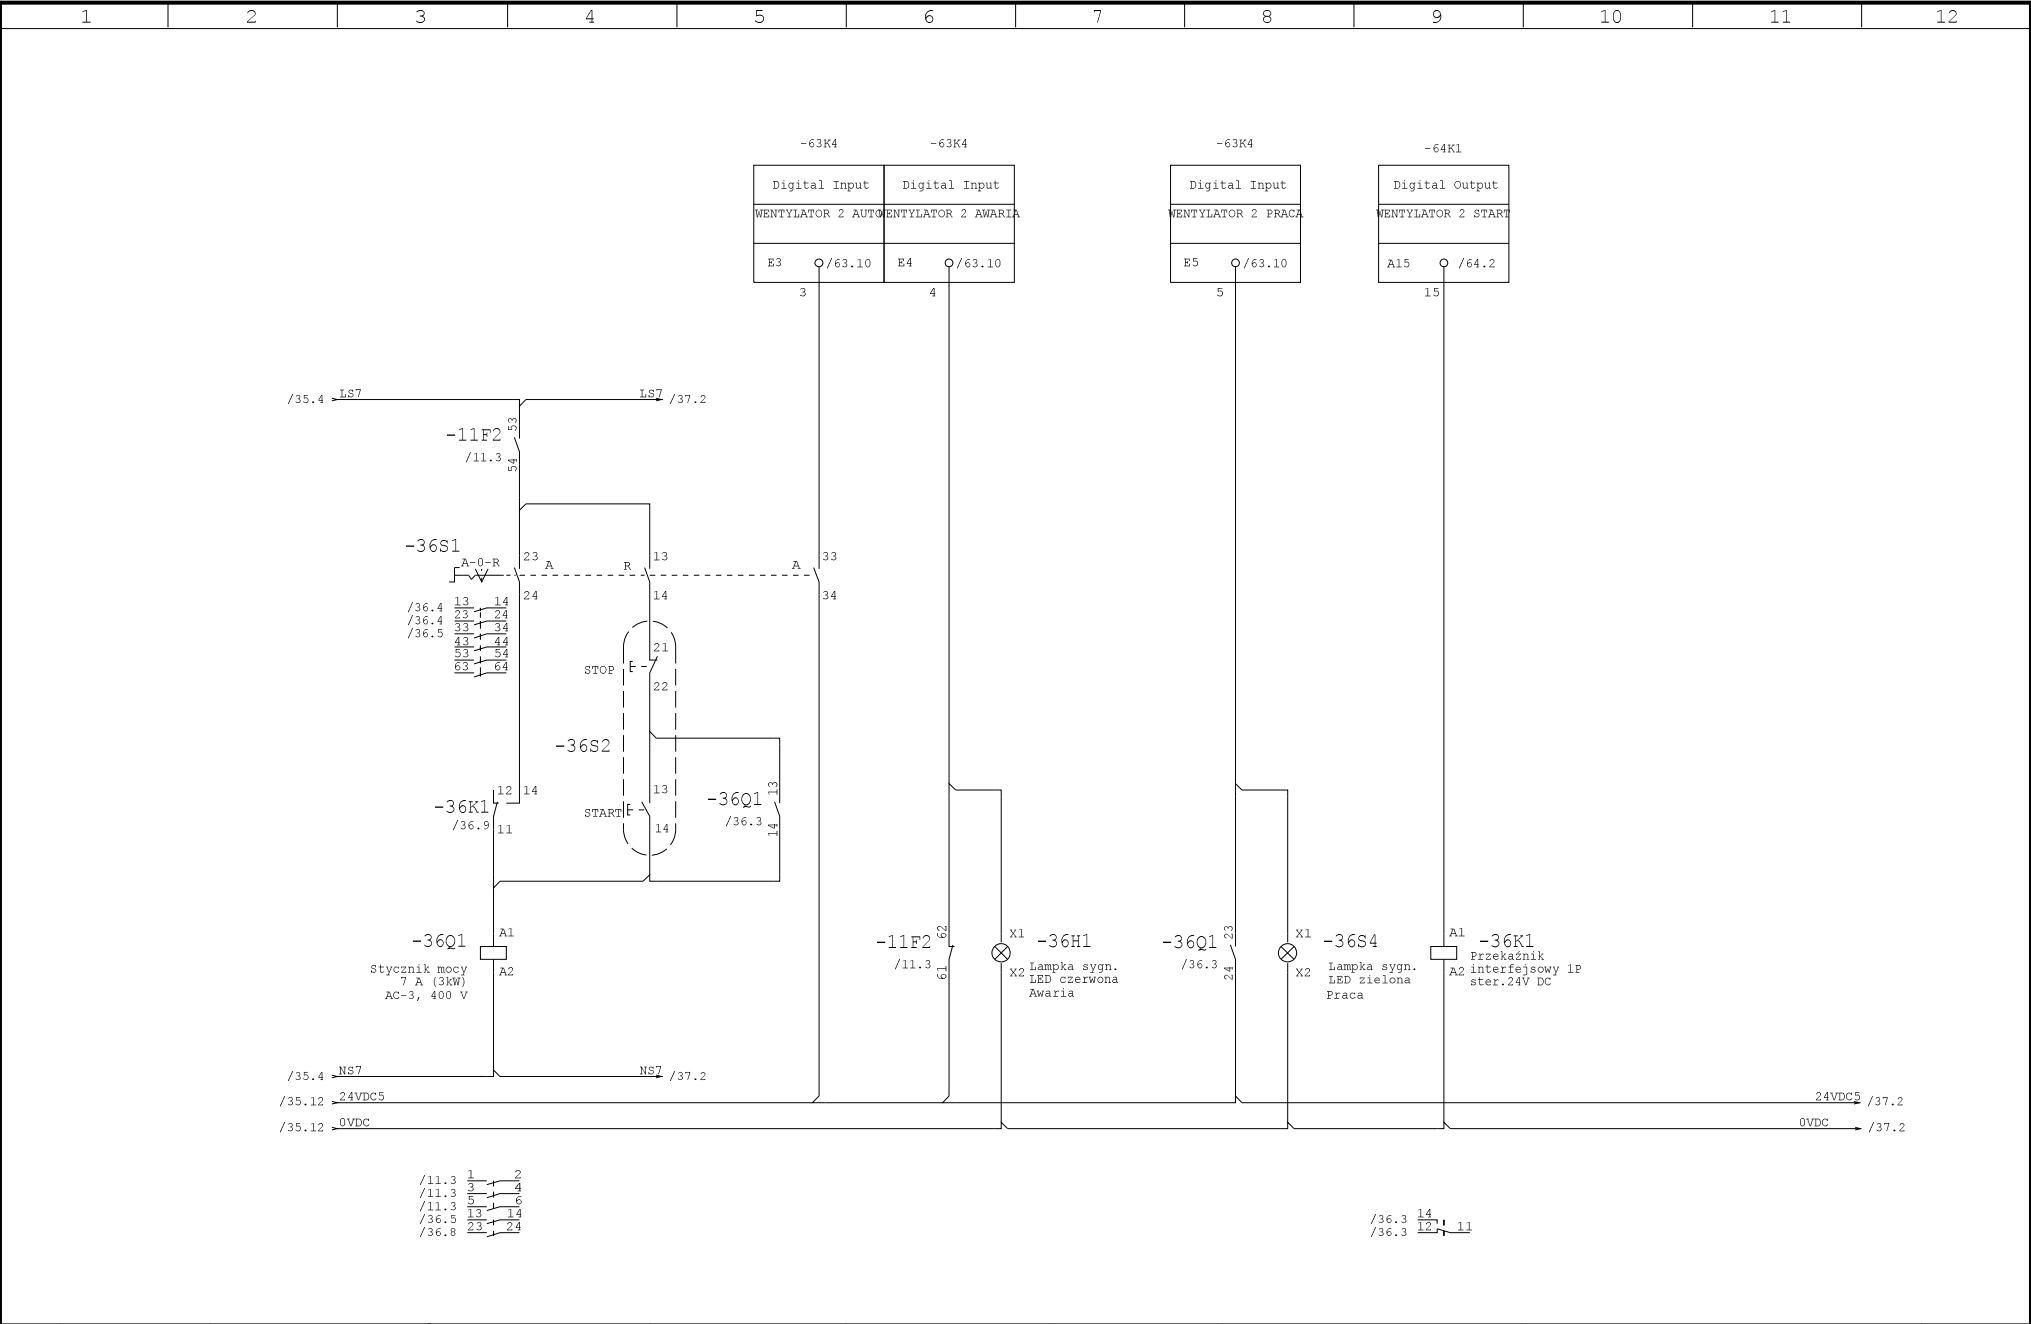 1 2 3 4 5 6 7 8 9 10 11 12
-63K4 -63K4 -63K4 -64K1
Digital Input Digital Input Digital Input Digital Output
WENTYLATOR 2 AUTO WENTYLATOR 2 AWARIA WENTYLATOR 2 PRACA WENTYLATOR 2 START
E3 /63.10 E4 /63.10 E5 /63.10 A15 /64.2
3 4 5 15
/35.4 LS7 LS7 /37.2
53
-11F2
/11.3
54
-36S1
A-0-R
23 A R 13 A 33
24 14 34
/36.4 13 14
/36.4 23 24
/36.5 33 34
43 44
53 54
63 64
21
STOP
22
-36S2
12 14 13 13
-36K1 START -36Q1
/36.9 11 14 /36.3 14
A1 62 X1 23 X1 A1
-36Q1 -11F2 -36H1 -36Q1 -36S4 -36K1
A2 /11.3 61 X2 /36.3 24 X2 A2
Stycznik mocy
7 A (3kW)
AC-3, 400 V
Lampka sygn.
LED czerwona
Awaria
Lampka sygn.
LED zielona
Praca
Przekaźnik
interfejsowy 1P
ster.24V DC
/35.4 NS7 NS7 /37.2
/35.12 24VDC5 24VDC5 /37.2
/35.12 0VDC 0VDC /37.2
/11.3 1 2
/11.3 3 4
/11.3 5 6
/36.5 13 14
/36.8 23 24
/36.3 14
/36.3 12 11